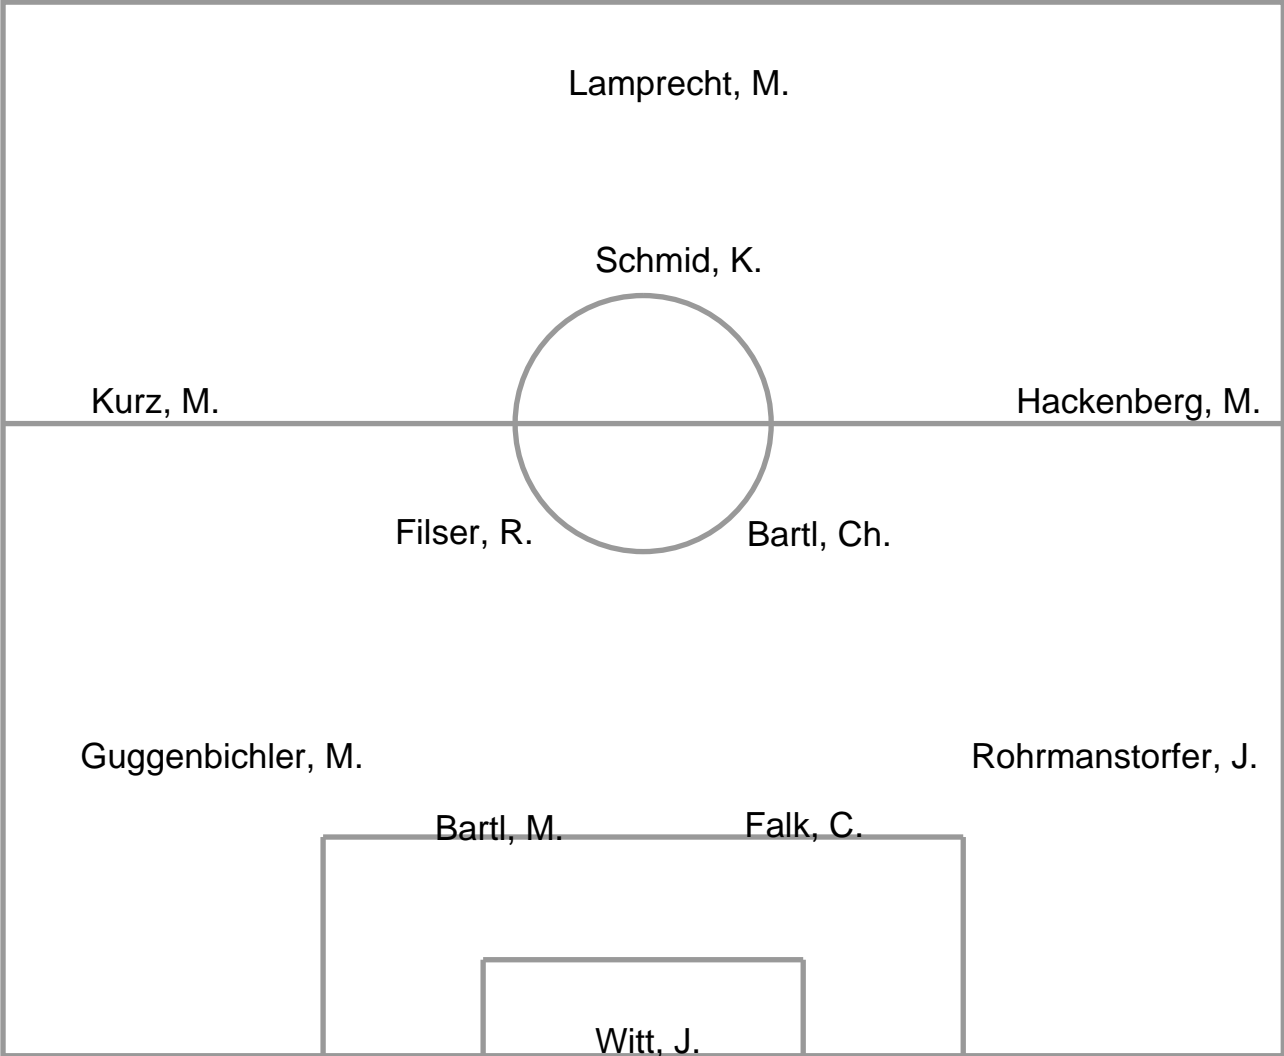 Lamprecht, M.
Schmid, K.
Kurz, M.
Hackenberg, M.
Filser, R.
Bartl, Ch.
Guggenbichler, M.
Rohrmanstorfer, J.
Bartl, M.
Falk, C.
Witt, J.